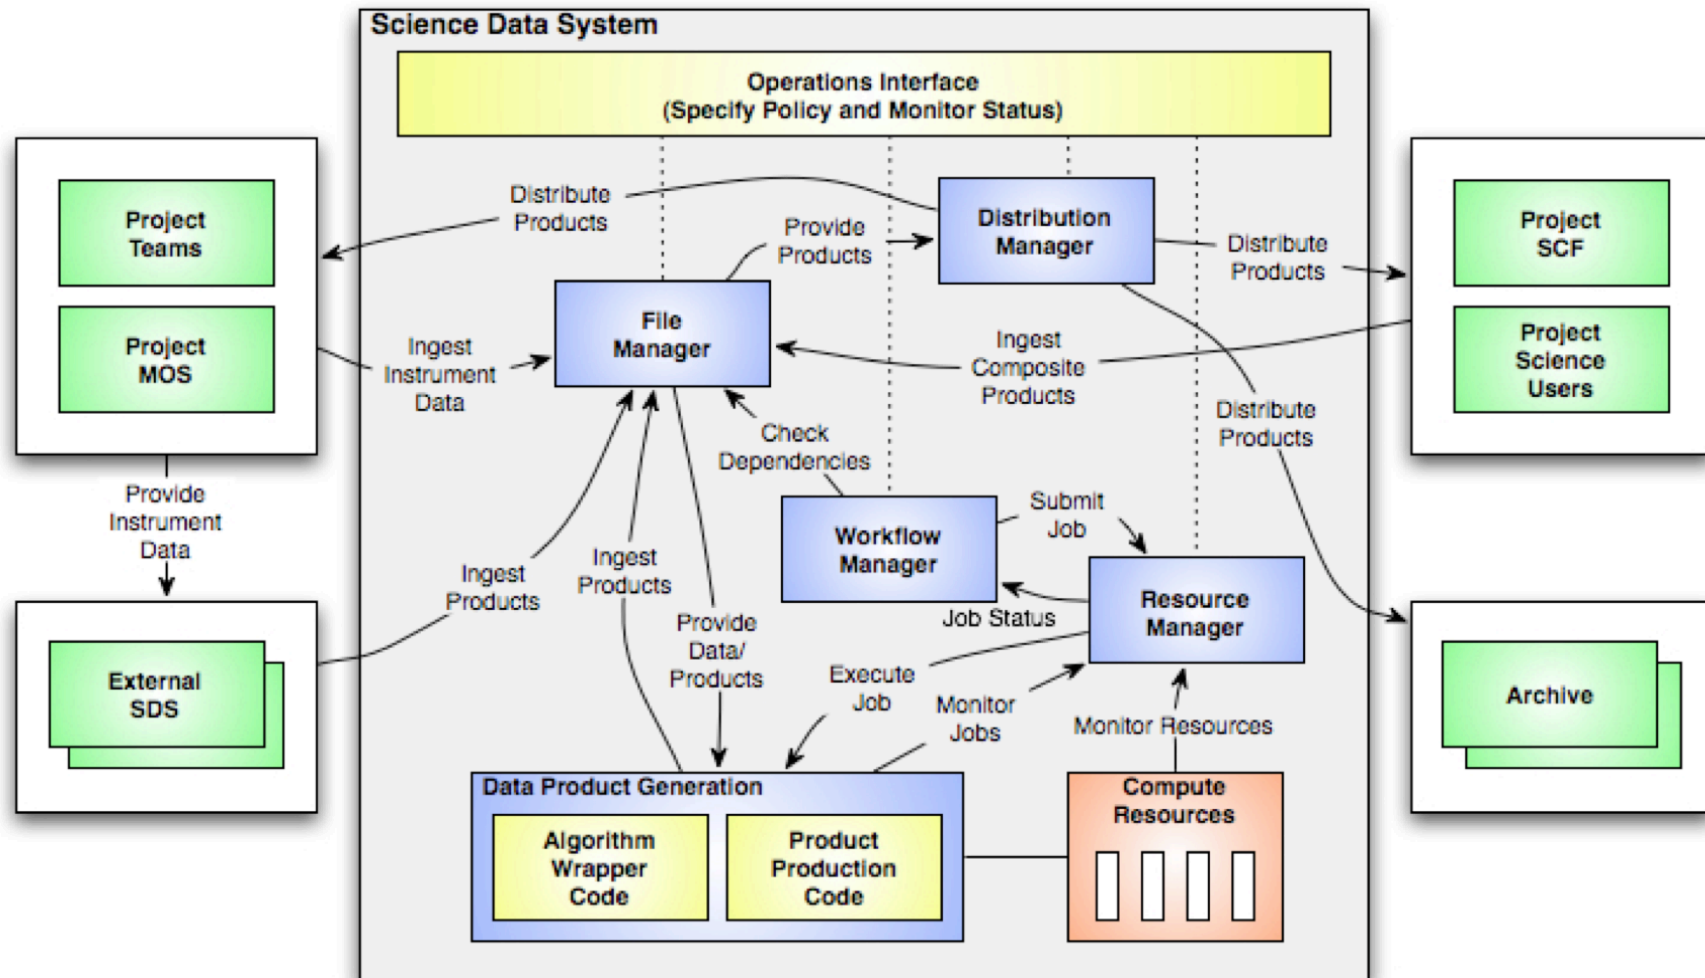 Science Data System
Operations Interface
(Specify Policy and Monitor Status)
Project
Teams
Project
MOS
Distribute
Products
Provide
Products
Distribution
Manager
Distribute
Products
Project
SCF
Project
Science
Users
File
Manager
Ingest
Instrument
Data
Ingest
Composite
Products
Distribute
Products
Check
Dependencies
Provide
Instrument
Data
Workflow
Manager
Submit
Job
Job Status
Resource
Manager
Ingest
Products
Ingest
Products
Provide
Data/
Products
Execute
Job
Monitor
Jobs
Monitor Resources
External
SDS
Archive
Data Product Generation
Algorithm
Wrapper
Code
Product
Production
Code
Compute
Resources